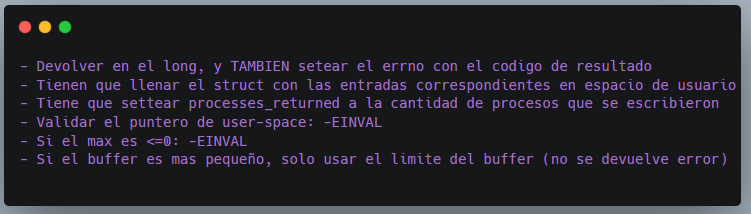 - Devolver en el long, y TAMBIEN setear el errno con el codigo de resultado
- Tienen que llenar el struct con las entradas correspondientes en espacio de usuario
- Tiene que settear processes_returned a la cantidad de procesos que se escribieron
- Validar el puntero de user-space: -EINVAL
- Si el max es <=0: -EINVAL
- Si el buffer es mas pequeño, solo usar el limite del buffer (no se devuelve error)